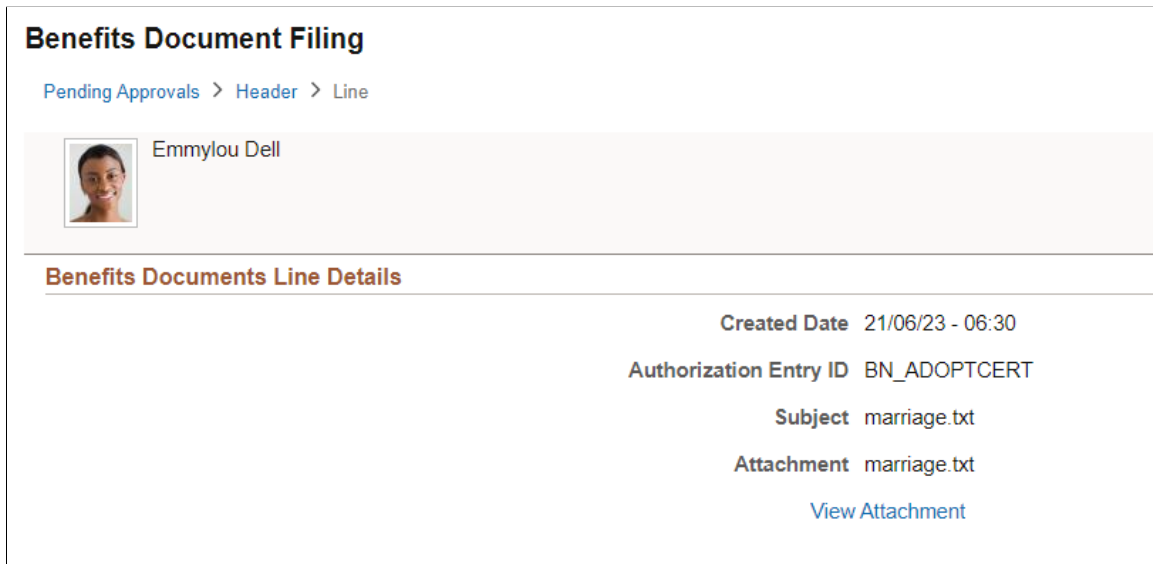 Benefits Document Filing
Pending Approvals > Header > Line
Emmylou Dell
Benefits Documents Line Details
Created Date 21/06/23 - 06:30
Authorization Entry ID BN_ADOPTCERT
Subject marriage.txt
Attachment marriage.txt
View Attachment